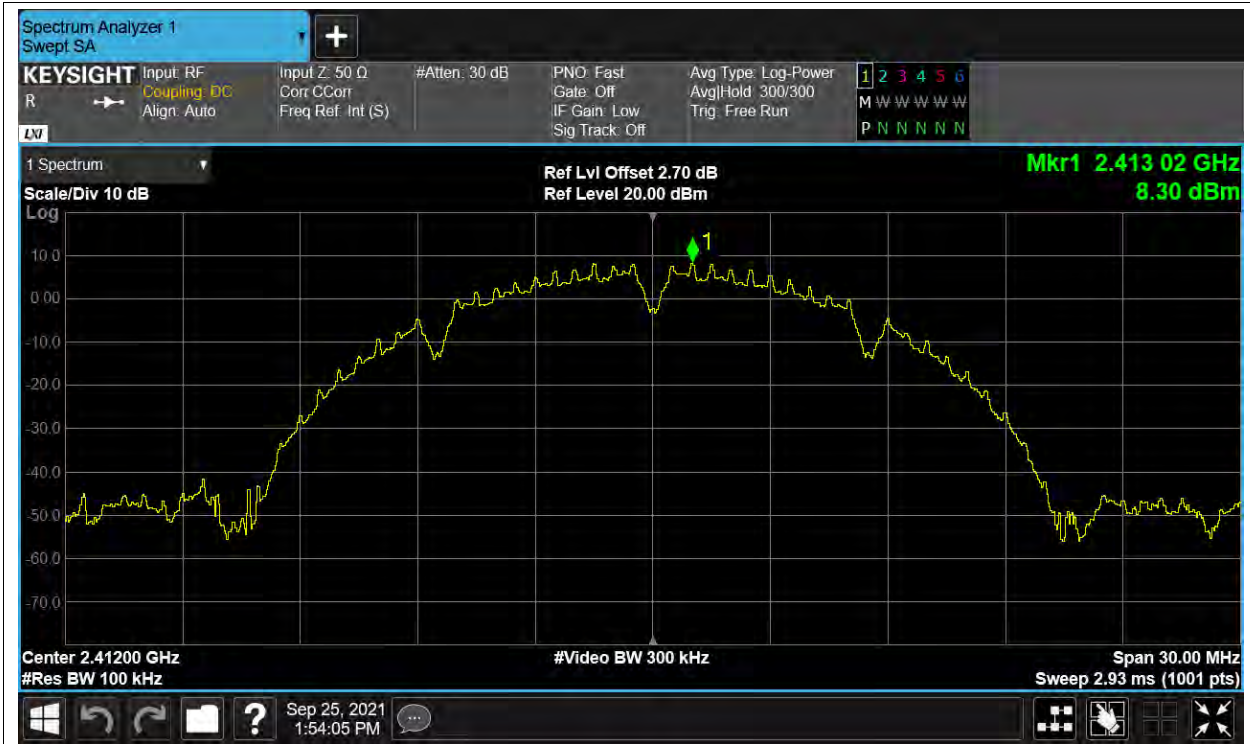 Spectrum Analyzer 1
Swept SA
+
KEYSIGHT
R
LXI
Input: RF
Coupling: DC
Align: Auto
Input Z: 50 Ω
Corr CCorr
Freq Ref: Int (S)
#Atten: 30 dB
PNO: Fast
Gate: Off
IF Gain: Low
Sig Track: Off
Avg Type: Log-Power
Avg|Hold: 300/300
Trig: Free Run
1 2 3 4 5 6
M W W W W W
P N N N N N
1 Spectrum
Scale/Div 10 dB
Ref Lvl Offset 2.70 dB
Ref Level 20.00 dBm
Mkr1 2.413 02 GHz
8.30 dBm
Log
1
10.0
0.00
-10.0
-20.0
-30.0
-40.0
-50.0
-60.0
-70.0
Center 2.41200 GHz
#Res BW 100 kHz
#Video BW 300 kHz
Span 30.00 MHz
Sweep 2.93 ms (1001 pts)
?
Sep 25, 2021
1:54:05 PM